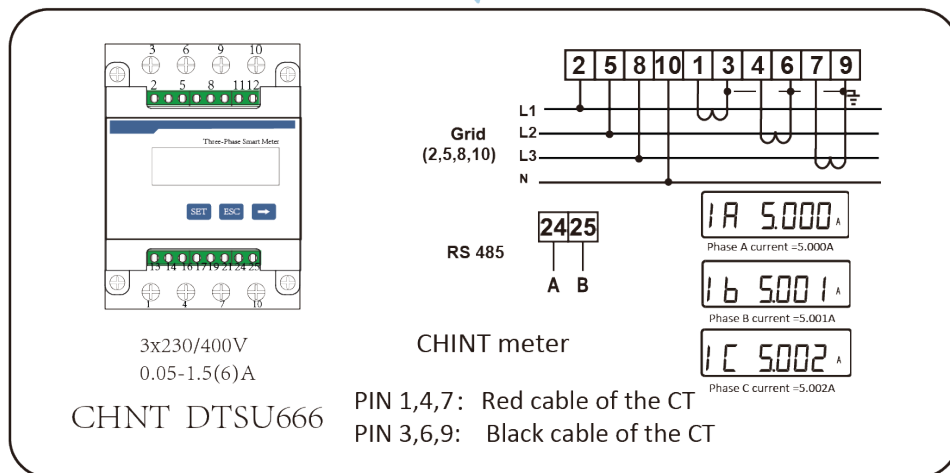 3 6 9 10
2 5 8 11 12
Three-Phase Smart Meter
SET ESC
13 14 16 17 19 21 24 25
1 4 7 10
3x230/400V
0.05-1.5(6)A
CHNT DTSU666
2 5 8 10 1 3 4 6 7 9
L1
L2
L3
N
Grid
(2,5,8,10)
RS 485
24 25
A B
IA 5.000 A
Phase A current =5.000A
Ib 5.001 A
Phase B current =5.001A
IC 5.002 A
Phase C current =5.002A
CHINT meter
PIN 1,4,7: Red cable of the CT
PIN 3,6,9: Black cable of the CT